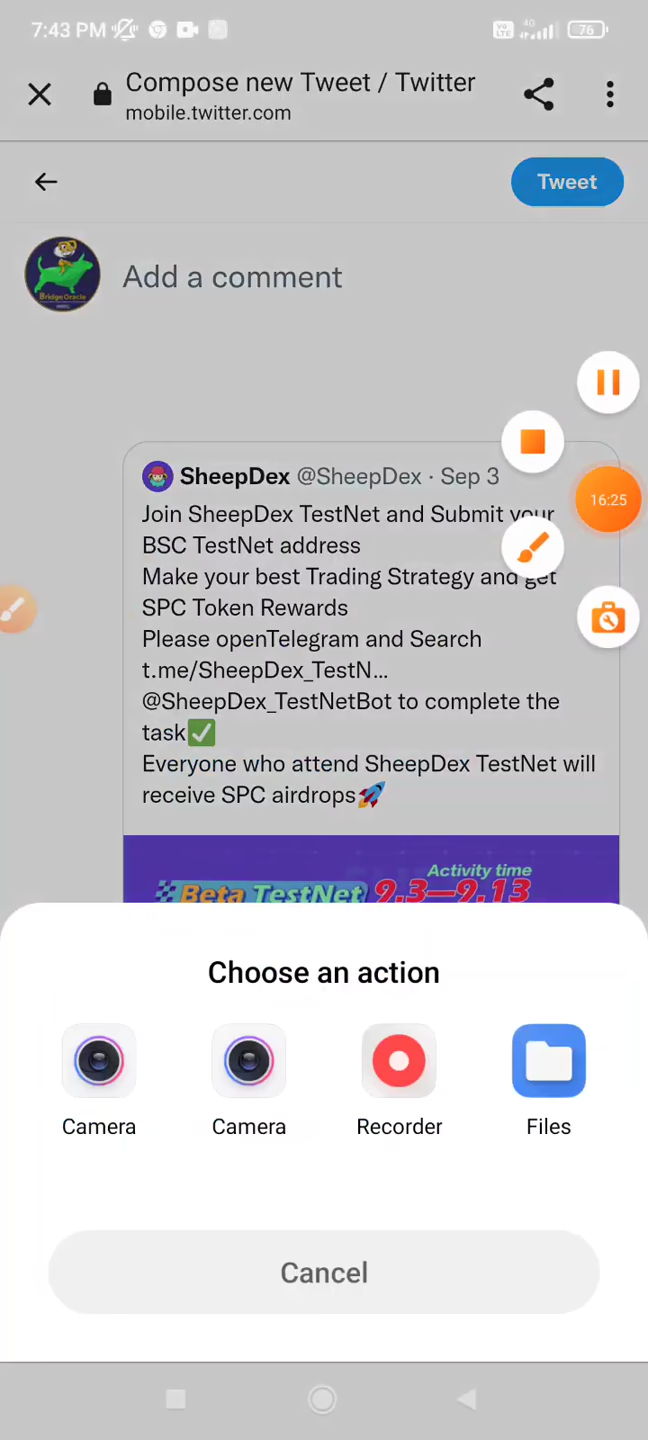 7:43 PM
4G
76
Compose new Tweet / Twitter
mobile.twitter.com
Tweet
Bridge Oracle
Add a comment
SheepDex @SheepDex · Sep 3
Join SheepDex TestNet and Submit your
BSC TestNet address
Make your best Trading Strategy and get
SPC Token Rewards
Please openTelegram and Search
t.me/SheepDex_TestN...
@SheepDex_TestNetBot to complete the
task✅
Everyone who attend SheepDex TestNet will
receive SPC airdrops🚀
16:25
Activity time
Beta TestNet 9.3—9.13
Choose an action
Camera
Camera
Recorder
Files
Cancel